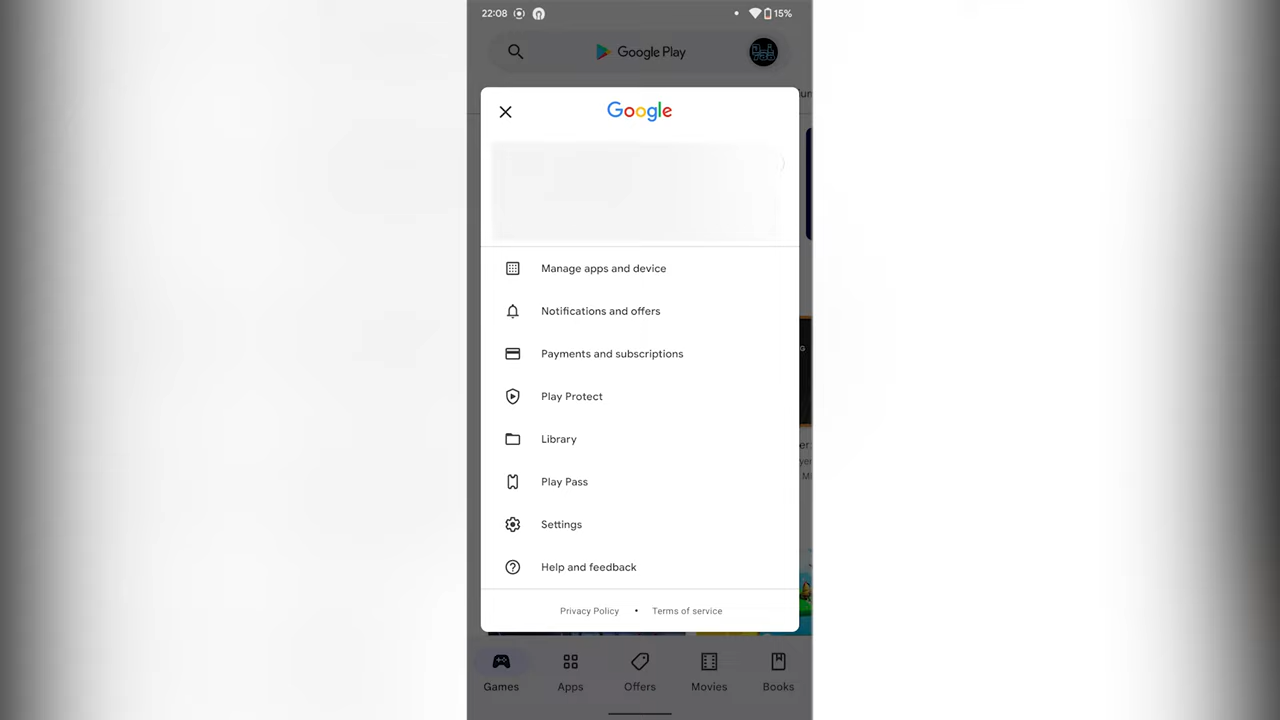 22:08
15%
Google Play
Google
Manage apps and device
Notifications and offers
Payments and subscriptions
Play Protect
Library
Play Pass
Settings
Help and feedback
Privacy Policy • Terms of service
Games Apps Offers Movies Books